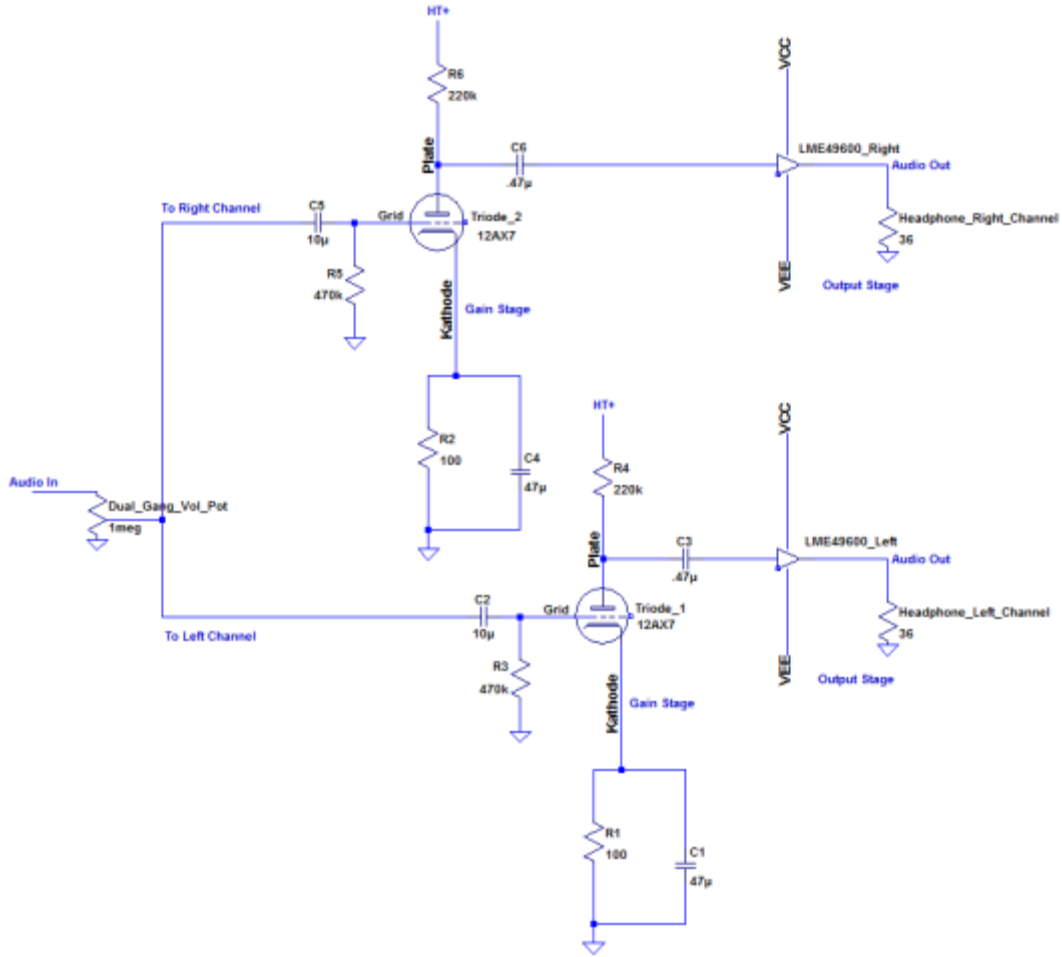 HT+
R6
220k
Plate
C6
.47µ
VCC
LME49600_Right
Audio Out
To Right Channel
C5
10µ
Grid
Triode_2
12AX7
Headphone_Right_Channel
36
R5
470k
Kathode
Gain Stage
VEE
Output Stage
R2
100
C4
47µ
HT+
R4
220k
VCC
Audio In
Dual_Gang_Vol_Pot
1meg
Plate
C3
.47µ
LME49600_Left
Audio Out
To Left Channel
C2
10µ
Grid
Triode_1
12AX7
Headphone_Left_Channel
36
R3
470k
Kathode
Gain Stage
VEE
Output Stage
R1
100
C1
47µ